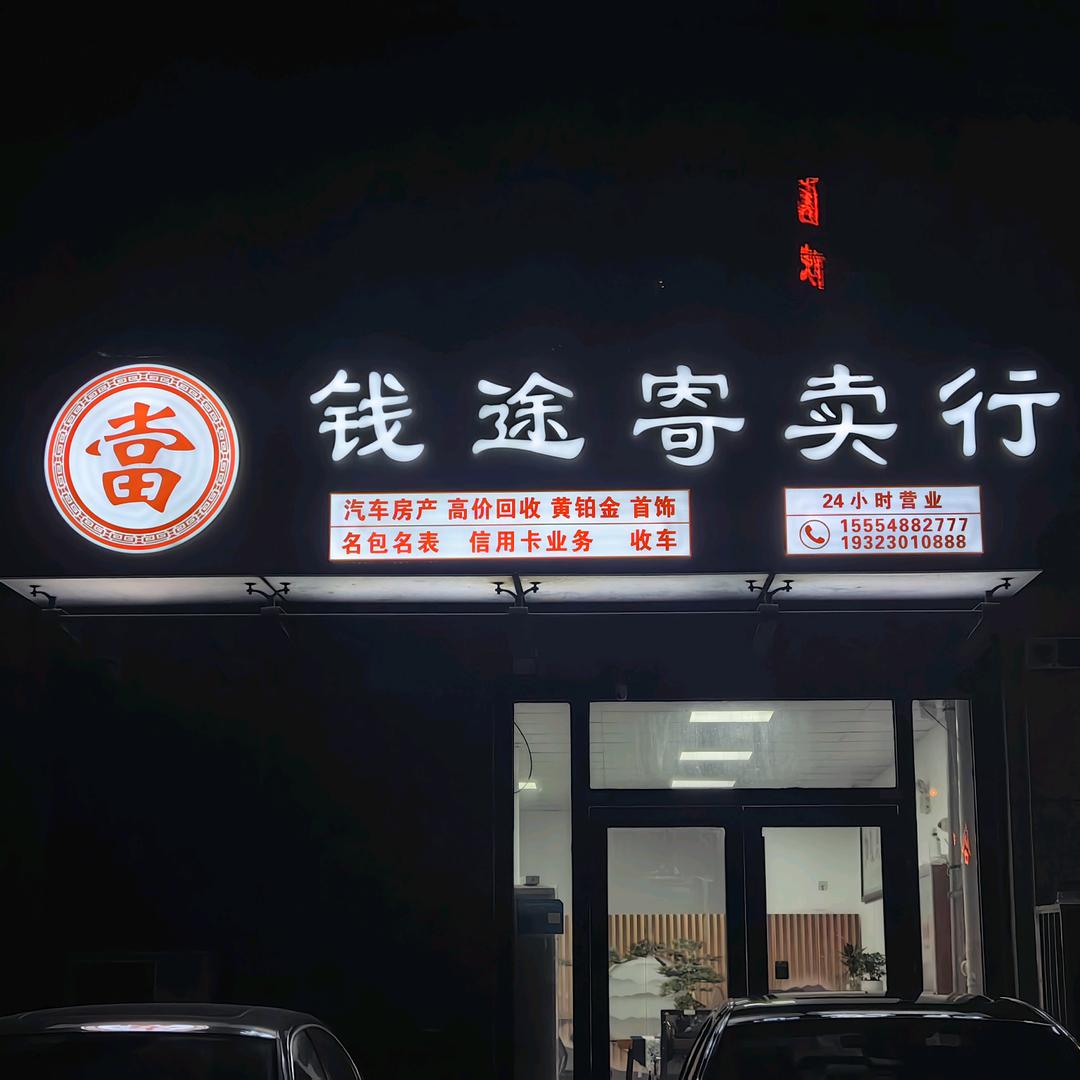 當
钱途寄卖行
汽车房产 高价回收 黄铂金 首饰
名包名表 信用卡业务 收车
24小时营业
15554882777
19323010888